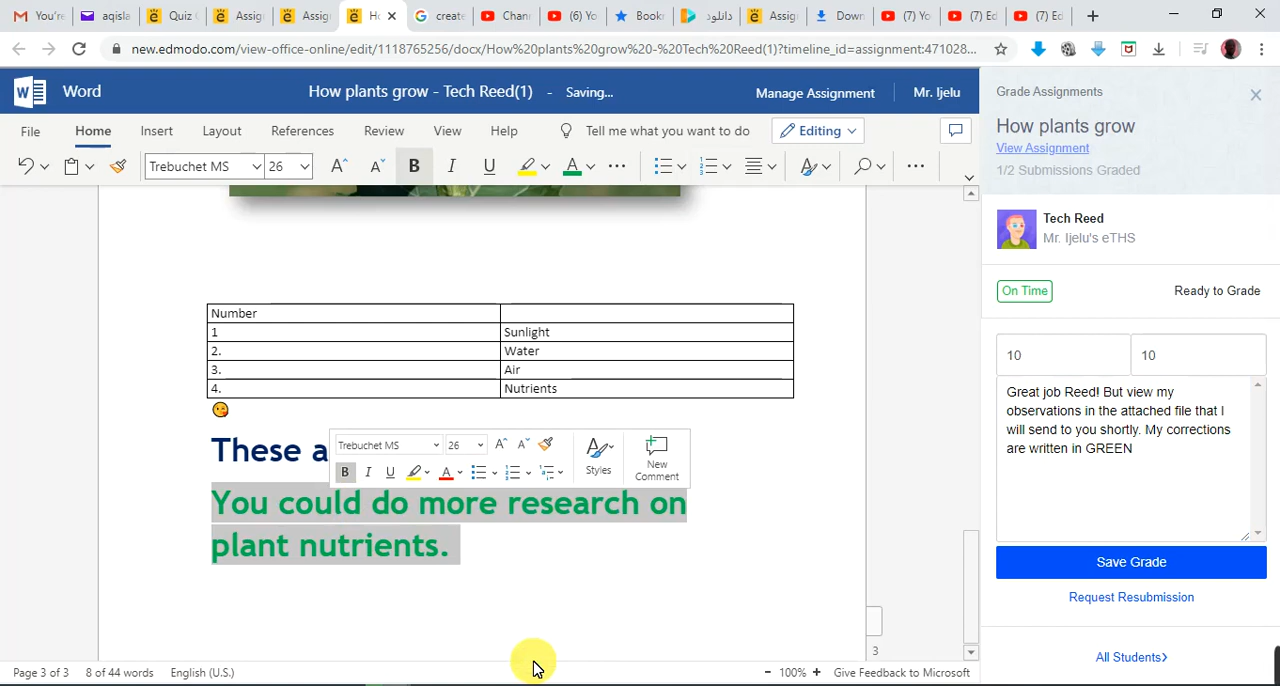 You're
aqisla
Quiz
Assig
Assig
Ho
create
Chann
(6) Yo
Bookr
دانلود
Assig
Down
(7) Yo
(7) Ed
(7) Ed
new.edmodo.com/view-office-online/edit/1118765256/docx/How%20plants%20grow%20-%20Tech%20Reed(1)?timeline_id=assignment:471028...
W Word
How plants grow - Tech Reed(1) - Saving...
Manage Assignment
Mr. Ijelu
File Home Insert Layout References Review View Help Tell me what you want to do Editing
Trebuchet MS 26 B I U A
Number
1 Sunlight
2. Water
3. Air
4. Nutrients
These a
Trebuchet MS 26
B I U A
Styles
New
Comment
You could do more research on
plant nutrients.
3
Page 3 of 3 8 of 44 words English (U.S.)
- 100% + Give Feedback to Microsoft
Grade Assignments
How plants grow
View Assignment
1/2 Submissions Graded
Tech Reed
Mr. Ijelu's eTHS
On Time Ready to Grade
10 10
Great job Reed! But view my
observations in the attached file that I
will send to you shortly. My corrections
are written in GREEN
Save Grade
Request Resubmission
All Students>